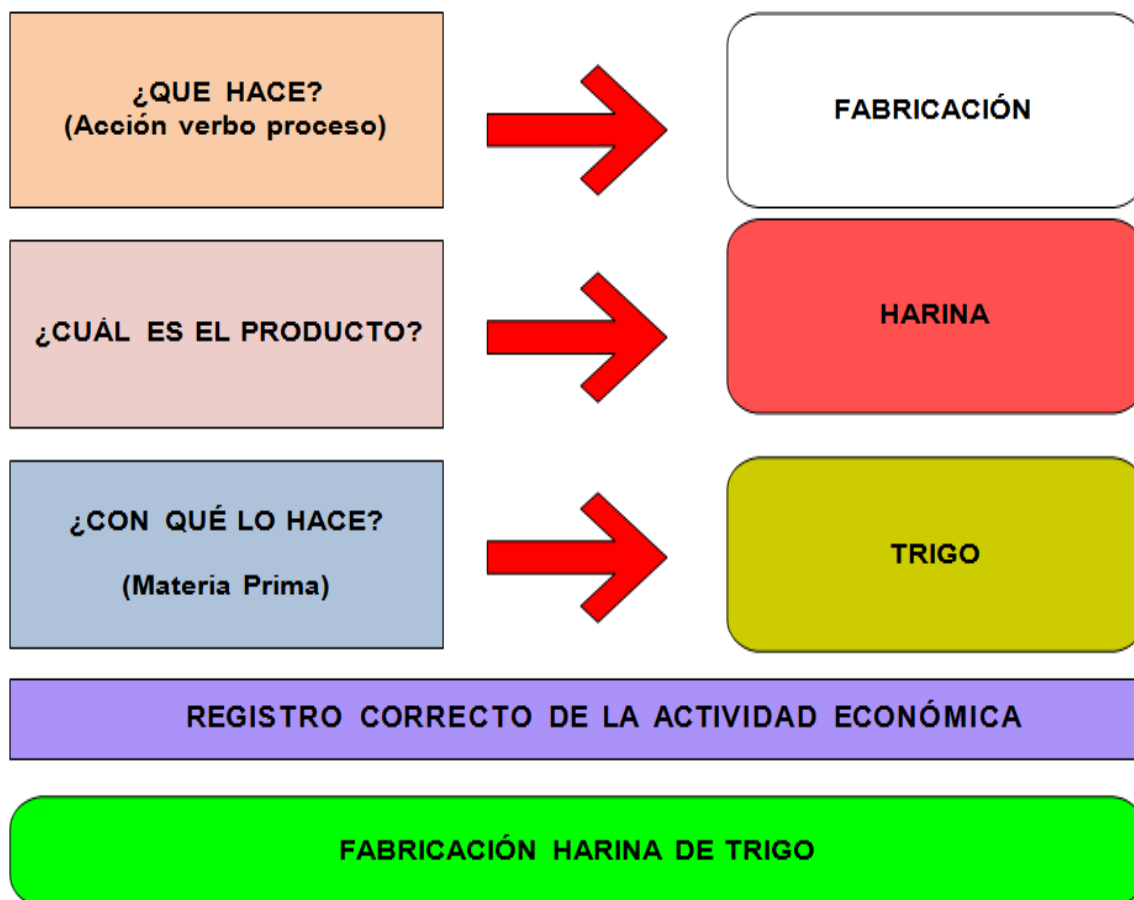 ¿QUE HACE?
(Acción verbo proceso)
FABRICACIÓN
¿CUÁL ES EL PRODUCTO?
HARINA
¿CON QUÉ LO HACE?
(Materia Prima)
TRIGO
REGISTRO CORRECTO DE LA ACTIVIDAD ECONÓMICA
FABRICACIÓN HARINA DE TRIGO